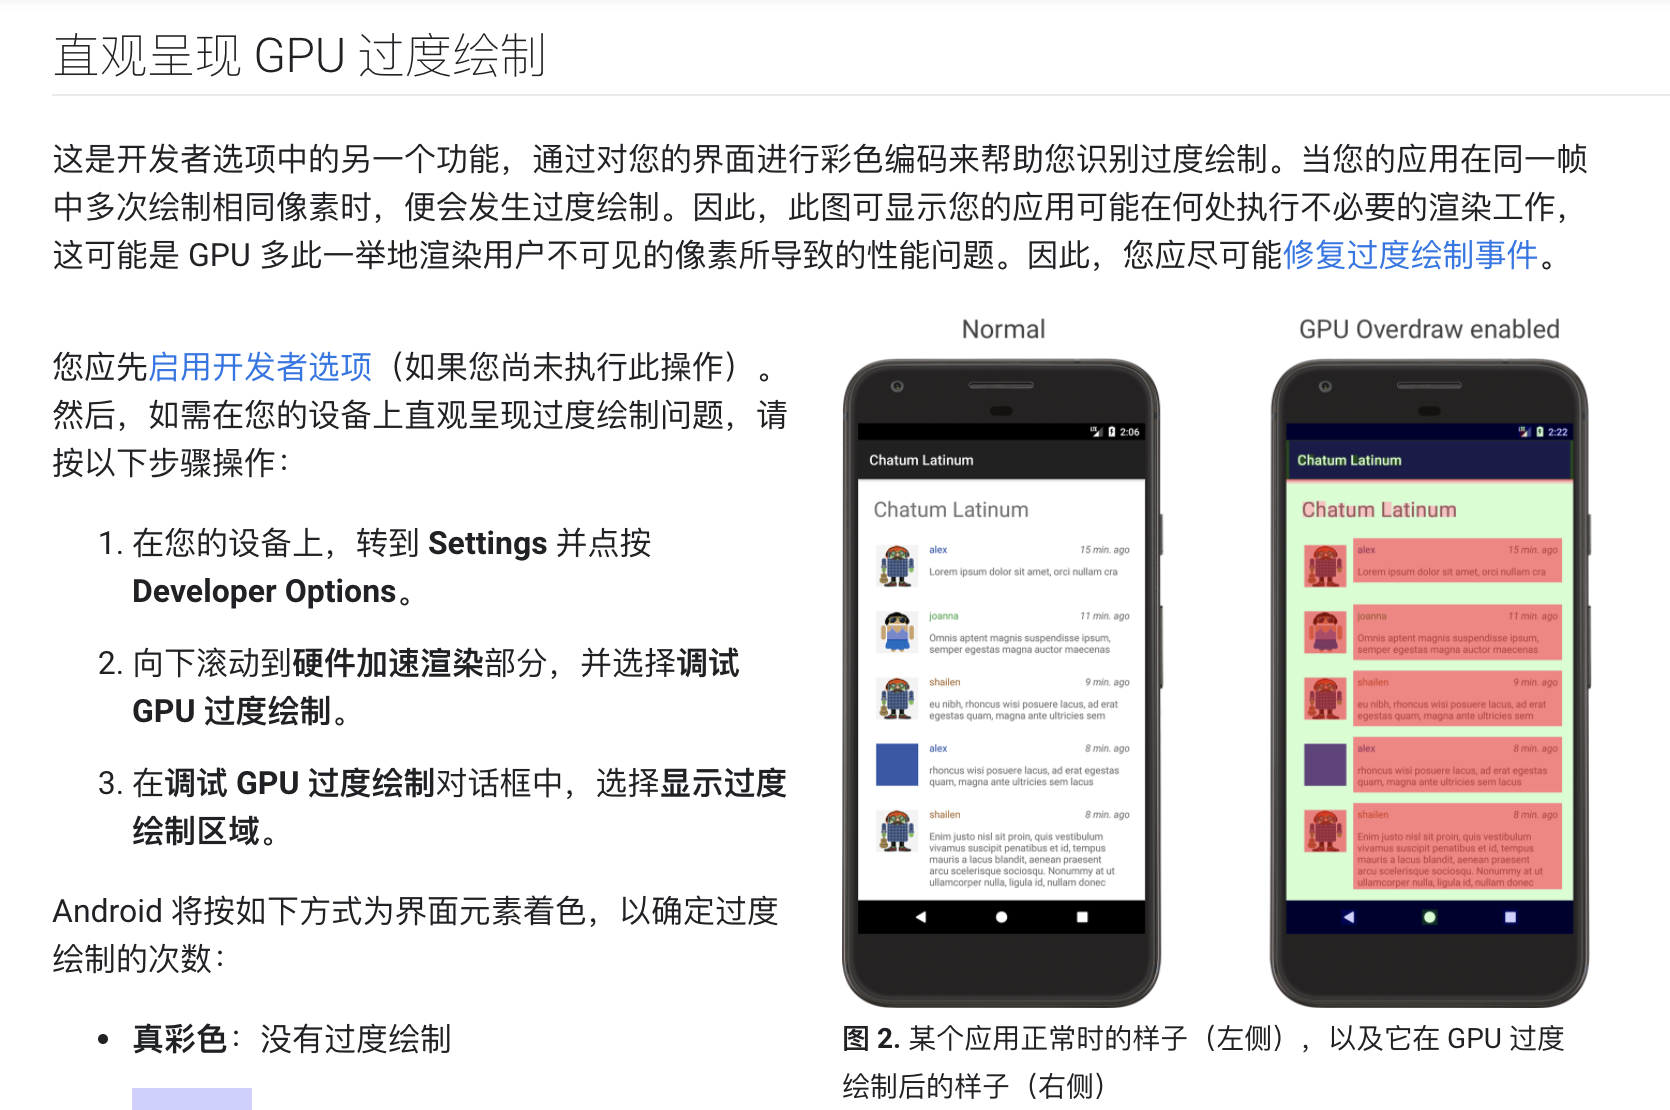 直观呈现 GPU 过度绘制
这是开发者选项中的另一个功能，通过对您的界面进行彩色编码来帮助您识别过度绘制。当您的应用在同一帧
中多次绘制相同像素时，便会发生过度绘制。因此，此图可显示您的应用可能在何处执行不必要的渲染工作，
这可能是 GPU 多此一举地渲染用户不可见的像素所导致的性能问题。因此，您应尽可能修复过度绘制事件。
您应先启用开发者选项（如果您尚未执行此操作）。
然后，如需在您的设备上直观呈现过度绘制问题，请
按以下步骤操作：
1. 在您的设备上，转到 Settings 并点按
Developer Options。
2. 向下滚动到硬件加速渲染部分，并选择调试
GPU 过度绘制。
3. 在调试 GPU 过度绘制对话框中，选择显示过度
绘制区域。
Android 将按如下方式为界面元素着色，以确定过度
绘制的次数：
• 真彩色：没有过度绘制
Normal
LTE 2:06
Chatum Latinum
Chatum Latinum
alex 15 min. ago
Lorem ipsum dolor sit amet, orci nullam cra
joanna 11 min. ago
Omnis aptent magnis suspendisse ipsum,
semper egestas magna auctor maecenas
shailen 9 min. ago
eu nibh, rhoncus wisi posuere lacus, ad erat
egestas quam, magna ante ultricies sem
alex 8 min. ago
rhoncus wisi posuere lacus, ad erat egestas
quam, magna ante ultricies sem lacus
shailen 8 min. ago
Enim justo nisl sit proin, quis vestibulum
vivamus suscipit penatibus et id, tempus
mauris a lacus blandit, aenean praesent
arcu scelerisque sociosqu. Nonummy at ut
ullamcorper nulla, ligula id, nullam donec
GPU Overdraw enabled
LTE 2:22
Chatum Latinum
Chatum Latinum
alex 15 min. ago
Lorem ipsum dolor sit amet, orci nullam cra
joanna 11 min. ago
Omnis aptent magnis suspendisse ipsum,
semper egestas magna auctor maecenas
shailen 9 min. ago
eu nibh, rhoncus wisi posuere lacus, ad erat
egestas quam, magna ante ultricies sem
alex 8 min. ago
rhoncus wisi posuere lacus, ad erat egestas
quam, magna ante ultricies sem lacus
shailen 8 min. ago
Enim justo nisl sit proin, quis vestibulum
vivamus suscipit penatibus et id, tempus
mauris a lacus blandit, aenean praesent
arcu scelerisque sociosqu. Nonummy at ut
ullamcorper nulla, ligula id, nullam donec
图 2. 某个应用正常时的样子（左侧），以及它在 GPU 过度
绘制后的样子（右侧）